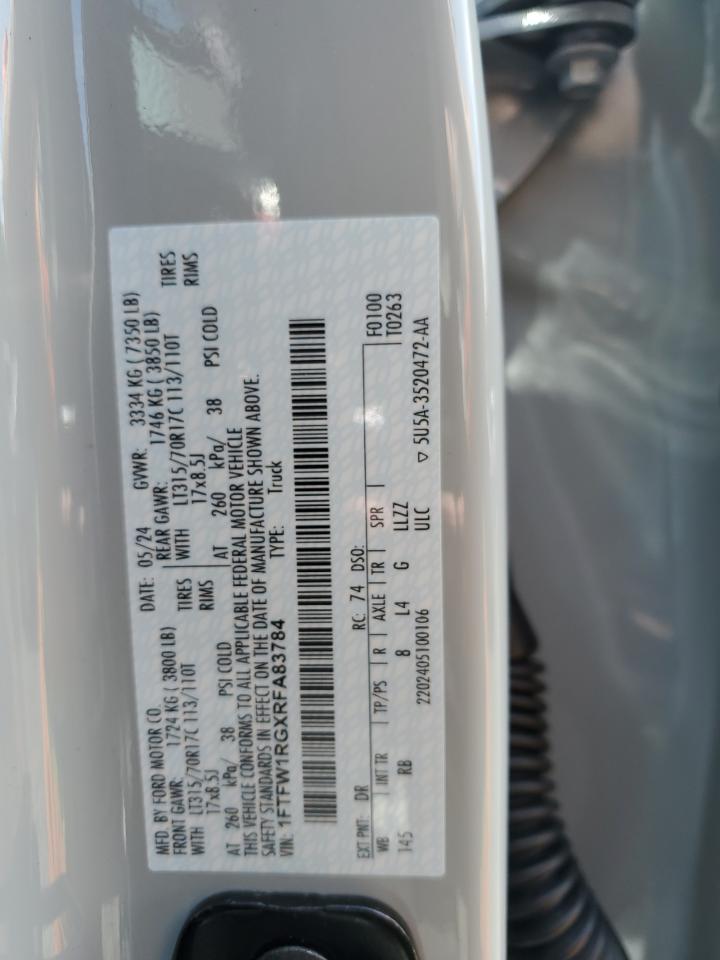 MFD. BY FORD MOTOR CO. DATE: 05/24 GVWR: 3334 KG ( 7350 LB)
FRONT GAWR: 1724 KG ( 3800 LB) REAR GAWR: 1746 KG ( 3850 LB)
WITH LT315/70R17C 113/110T TIRES WITH LT315/70R17C 113/110T TIRES
17x8.5J RIMS 17x8.5J RIMS
AT 260 kPa/ 38 PSI COLD AT 260 kPa/ 38 PSI COLD
THIS VEHICLE CONFORMS TO ALL APPLICABLE FEDERAL MOTOR VEHICLE
SAFETY STANDARDS IN EFFECT ON THE DATE OF MANUFACTURE SHOWN ABOVE.
VIN: 1FTFW1RGXRFA83784 TYPE: Truck
EXT PNT: DR RC: 74 DSO: F0100
WB INT TR TP/PS R AXLE TR SPR T0263
145 RB 8 L4 G LLZZ
2202405100106 ULC ▽ 5U5A-3520472-AA